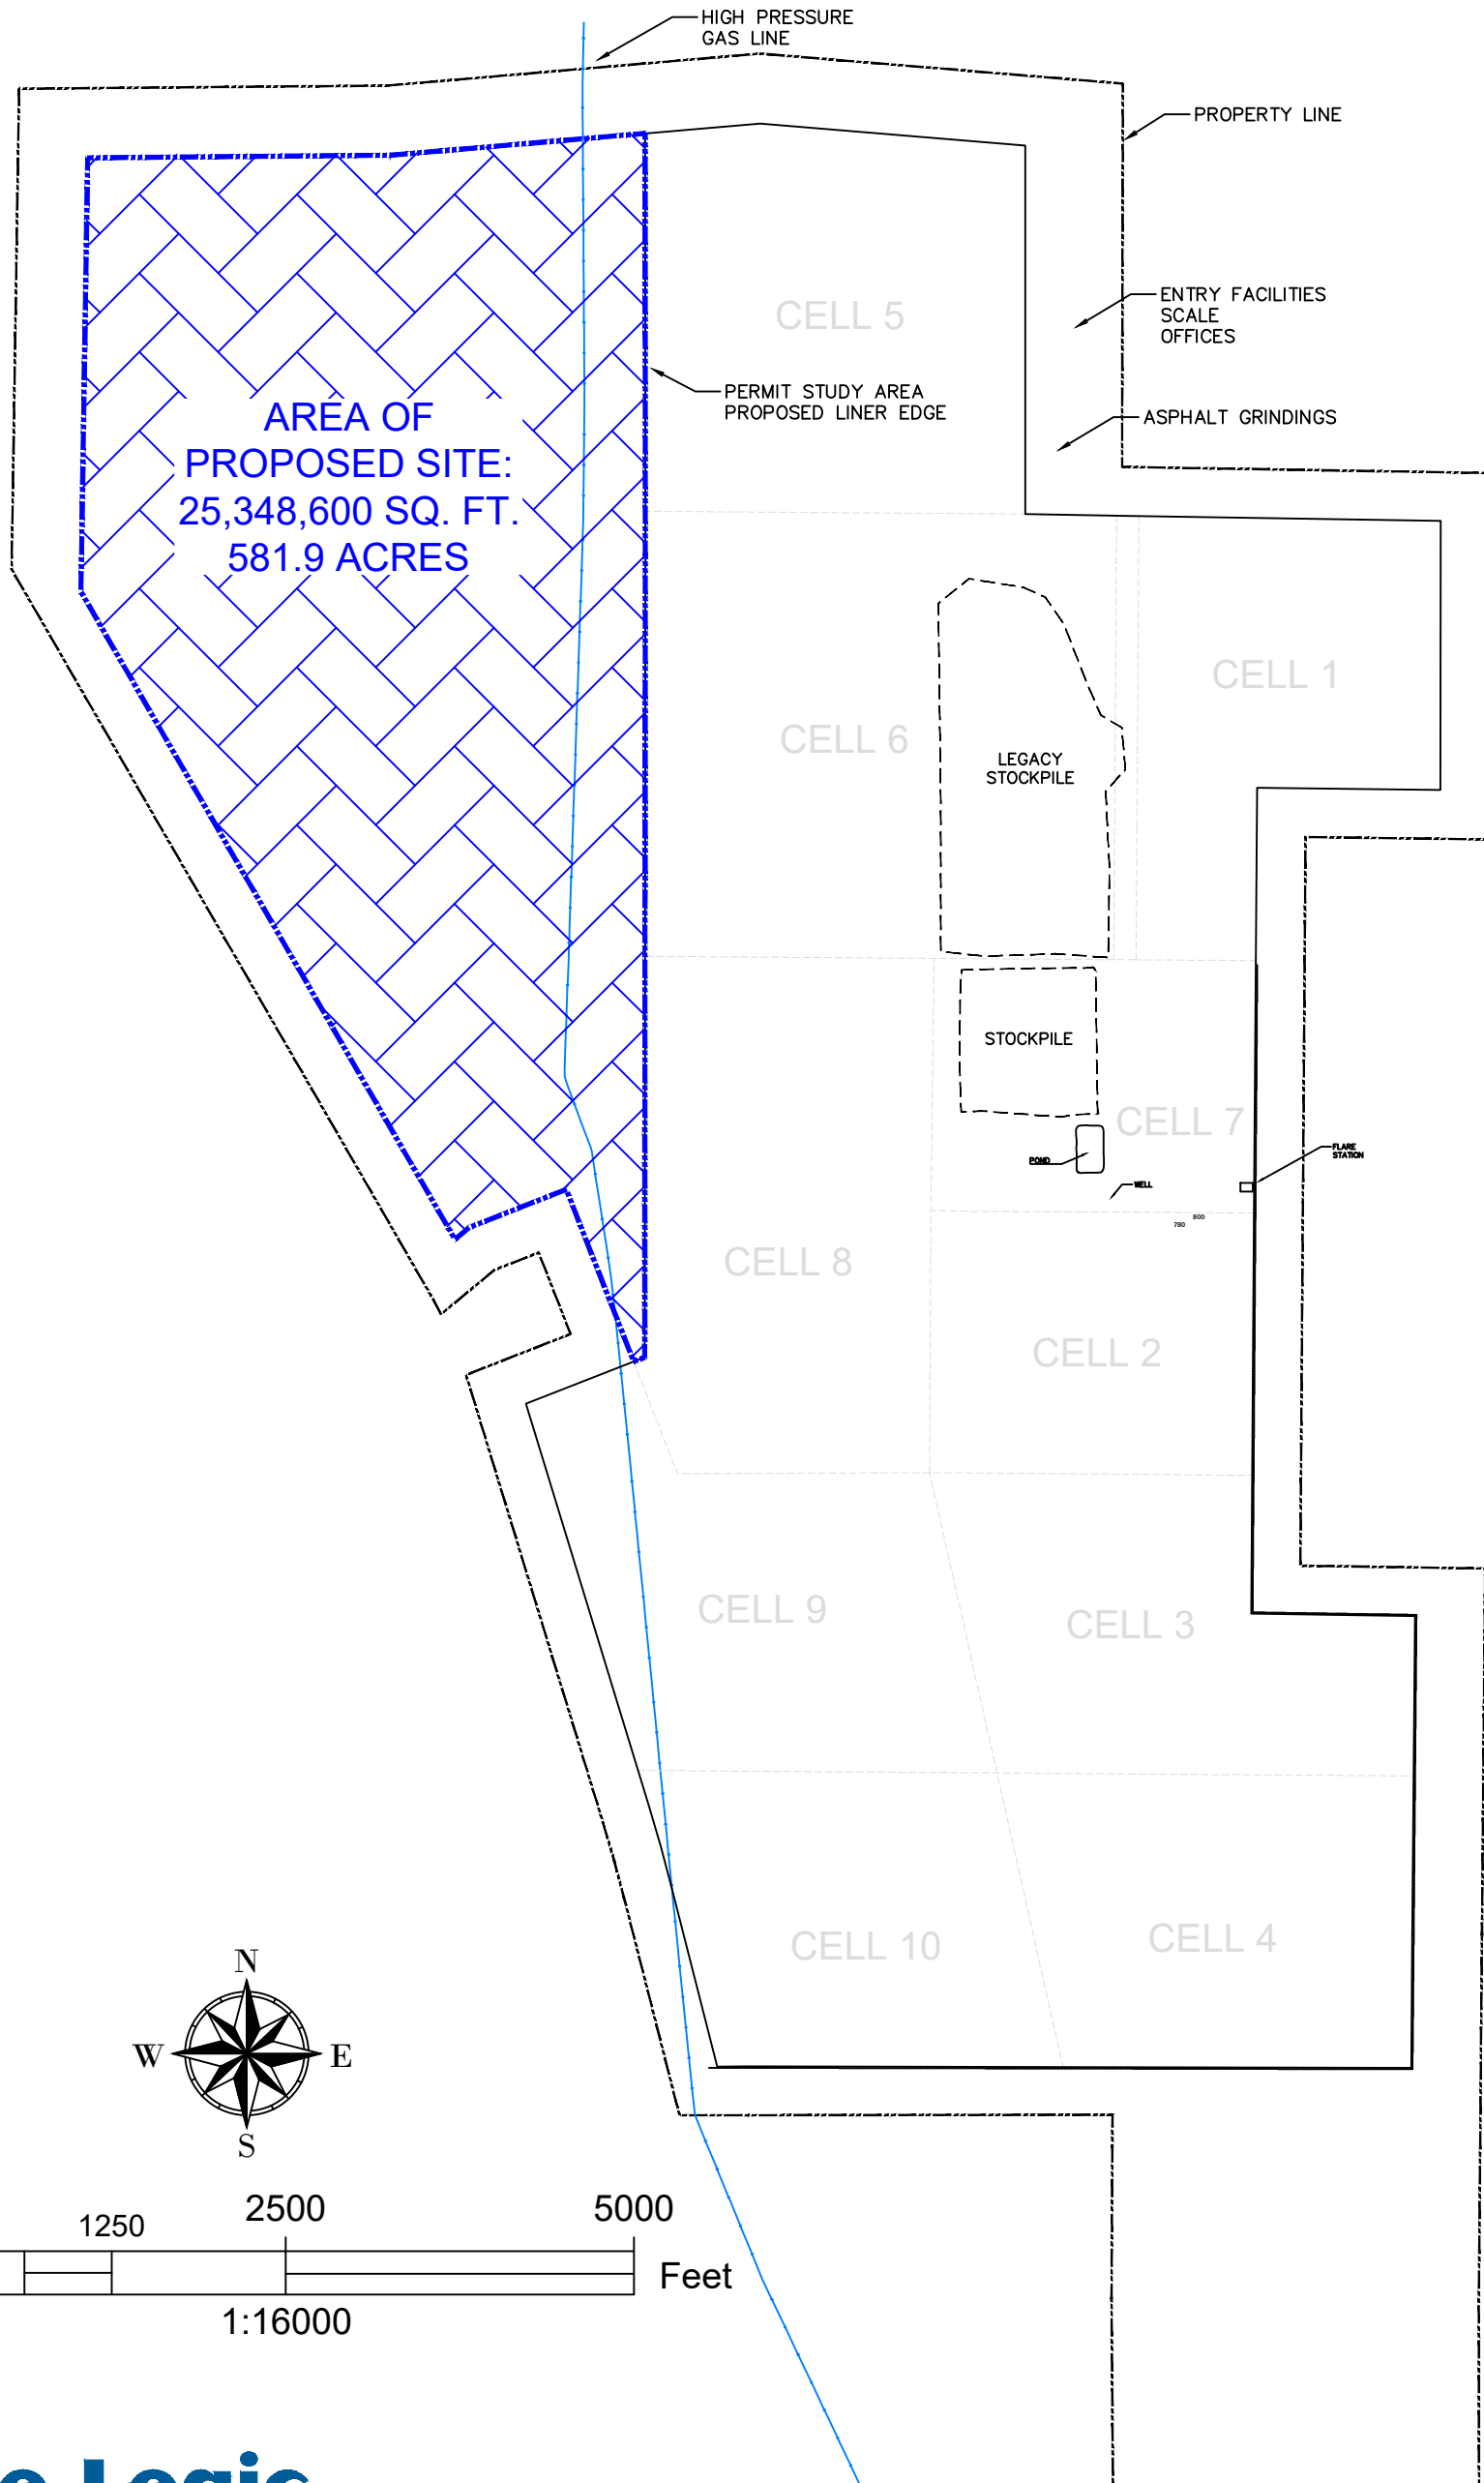 HIGH PRESSURE
GAS LINE
PROPERTY LINE
ENTRY FACILITIES
SCALE
OFFICES
CELL 5
PERMIT STUDY AREA
PROPOSED LINER EDGE
ASPHALT GRINDINGS
AREA OF
PROPOSED SITE:
25,348,600 SQ. FT.
581.9 ACRES
CELL 1
CELL 6
LEGACY
STOCKPILE
STOCKPILE
CELL 7
FLARE
STATION
POND
WELL
800
780
CELL 8
CELL 2
CELL 9
CELL 3
CELL 10
CELL 4
N
W
E
S
1250
2500
5000
Feet
1:16000